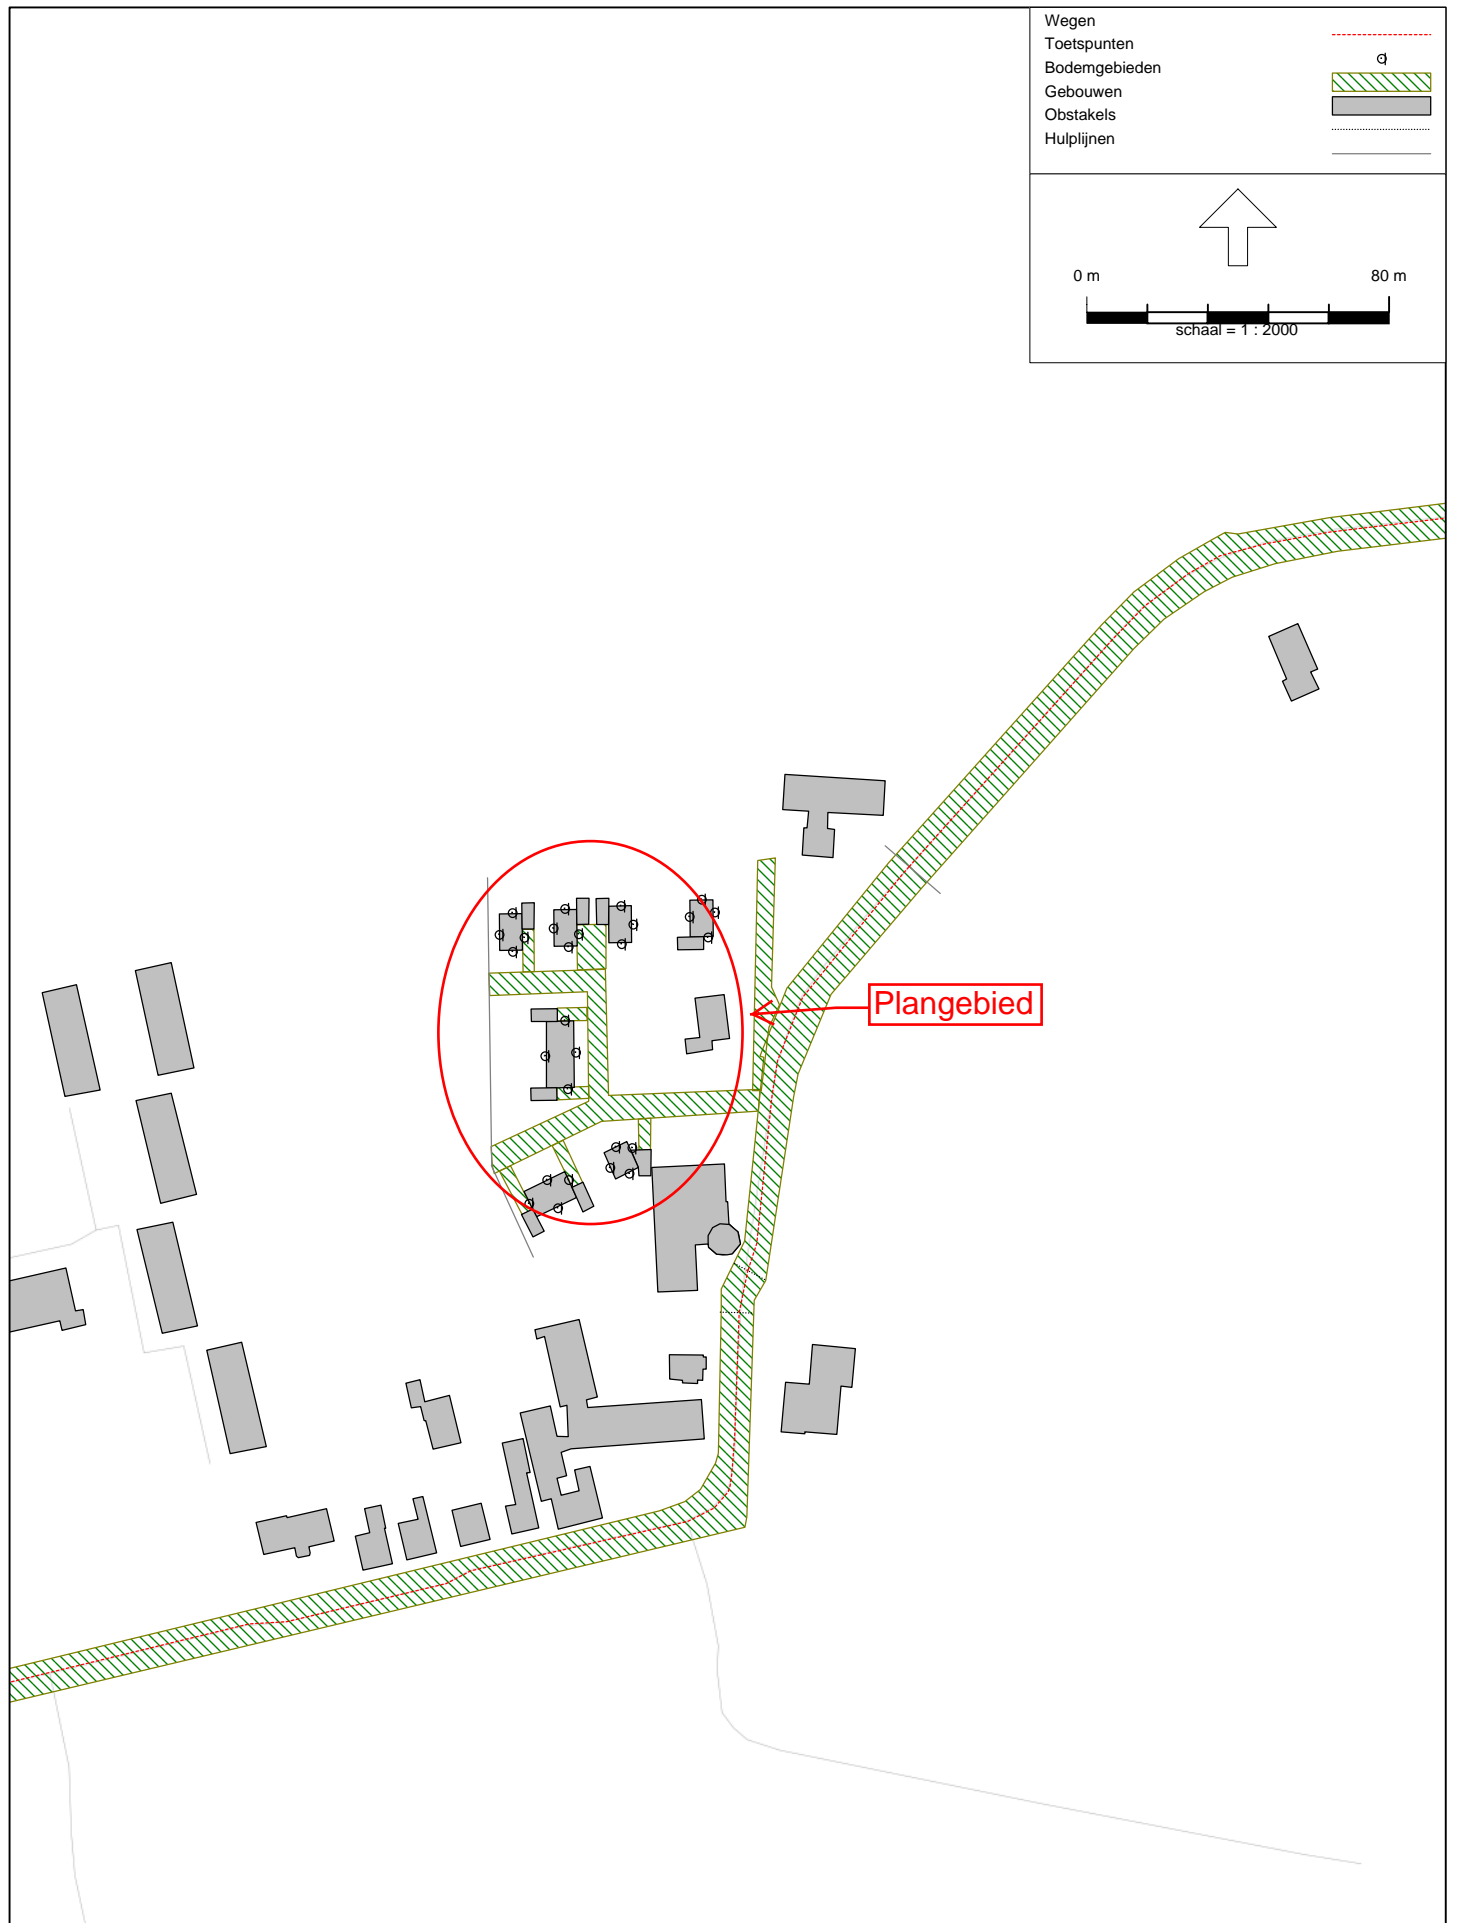 Wegen
Toetspunten
Bodemgebieden
Gebouwen
Obstakels
Hulplijnen
0 m 80 m
schaal = 1 : 2000
Plangebied